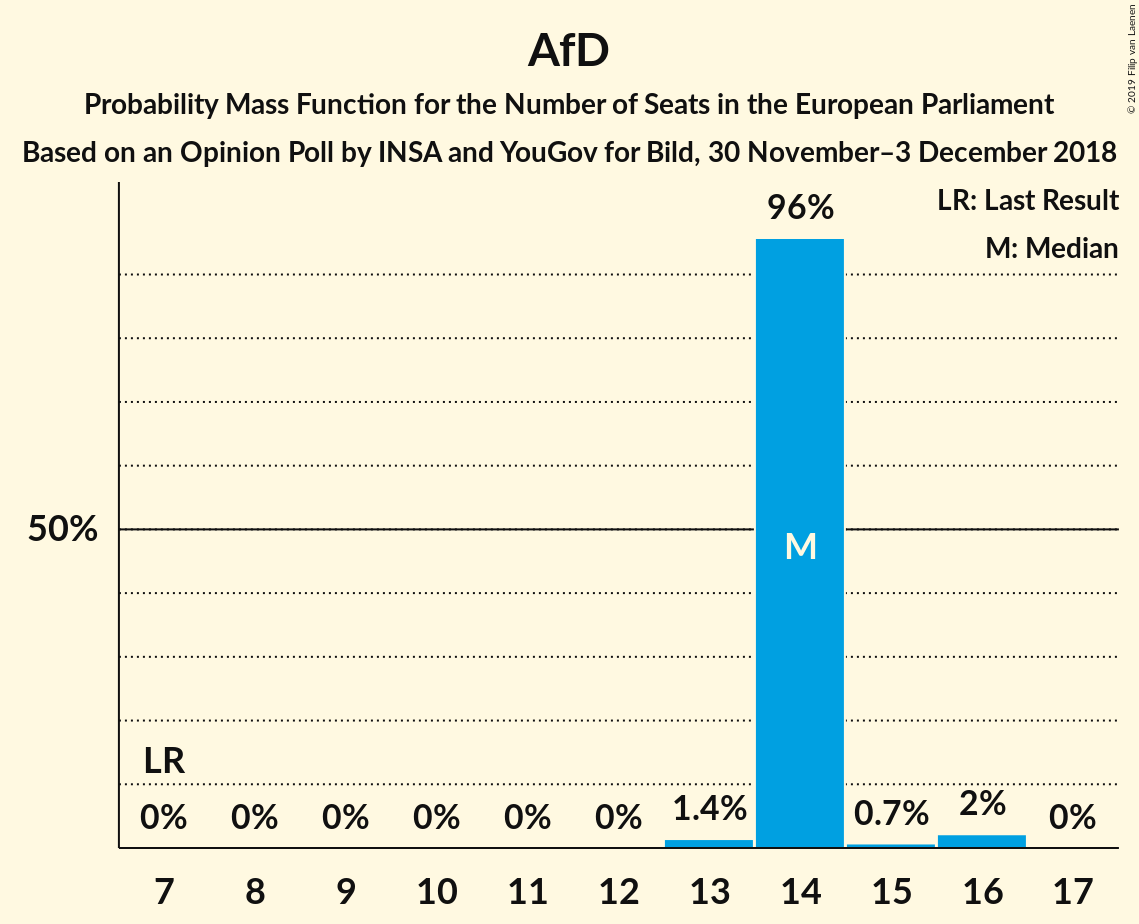 AfD
Probability Mass Function for the Number of Seats in the European Parliament
Based on an Opinion Poll by INSA and YouGov for Bild, 30 November–3 December 2018
© 2019 Filip van Laenen
LR: Last Result
M: Median
96%
50%
M
LR
0% 0% 0% 0% 0% 0% 1.4% 0.7% 2% 0%
7 8 9 10 11 12 13 14 15 16 17